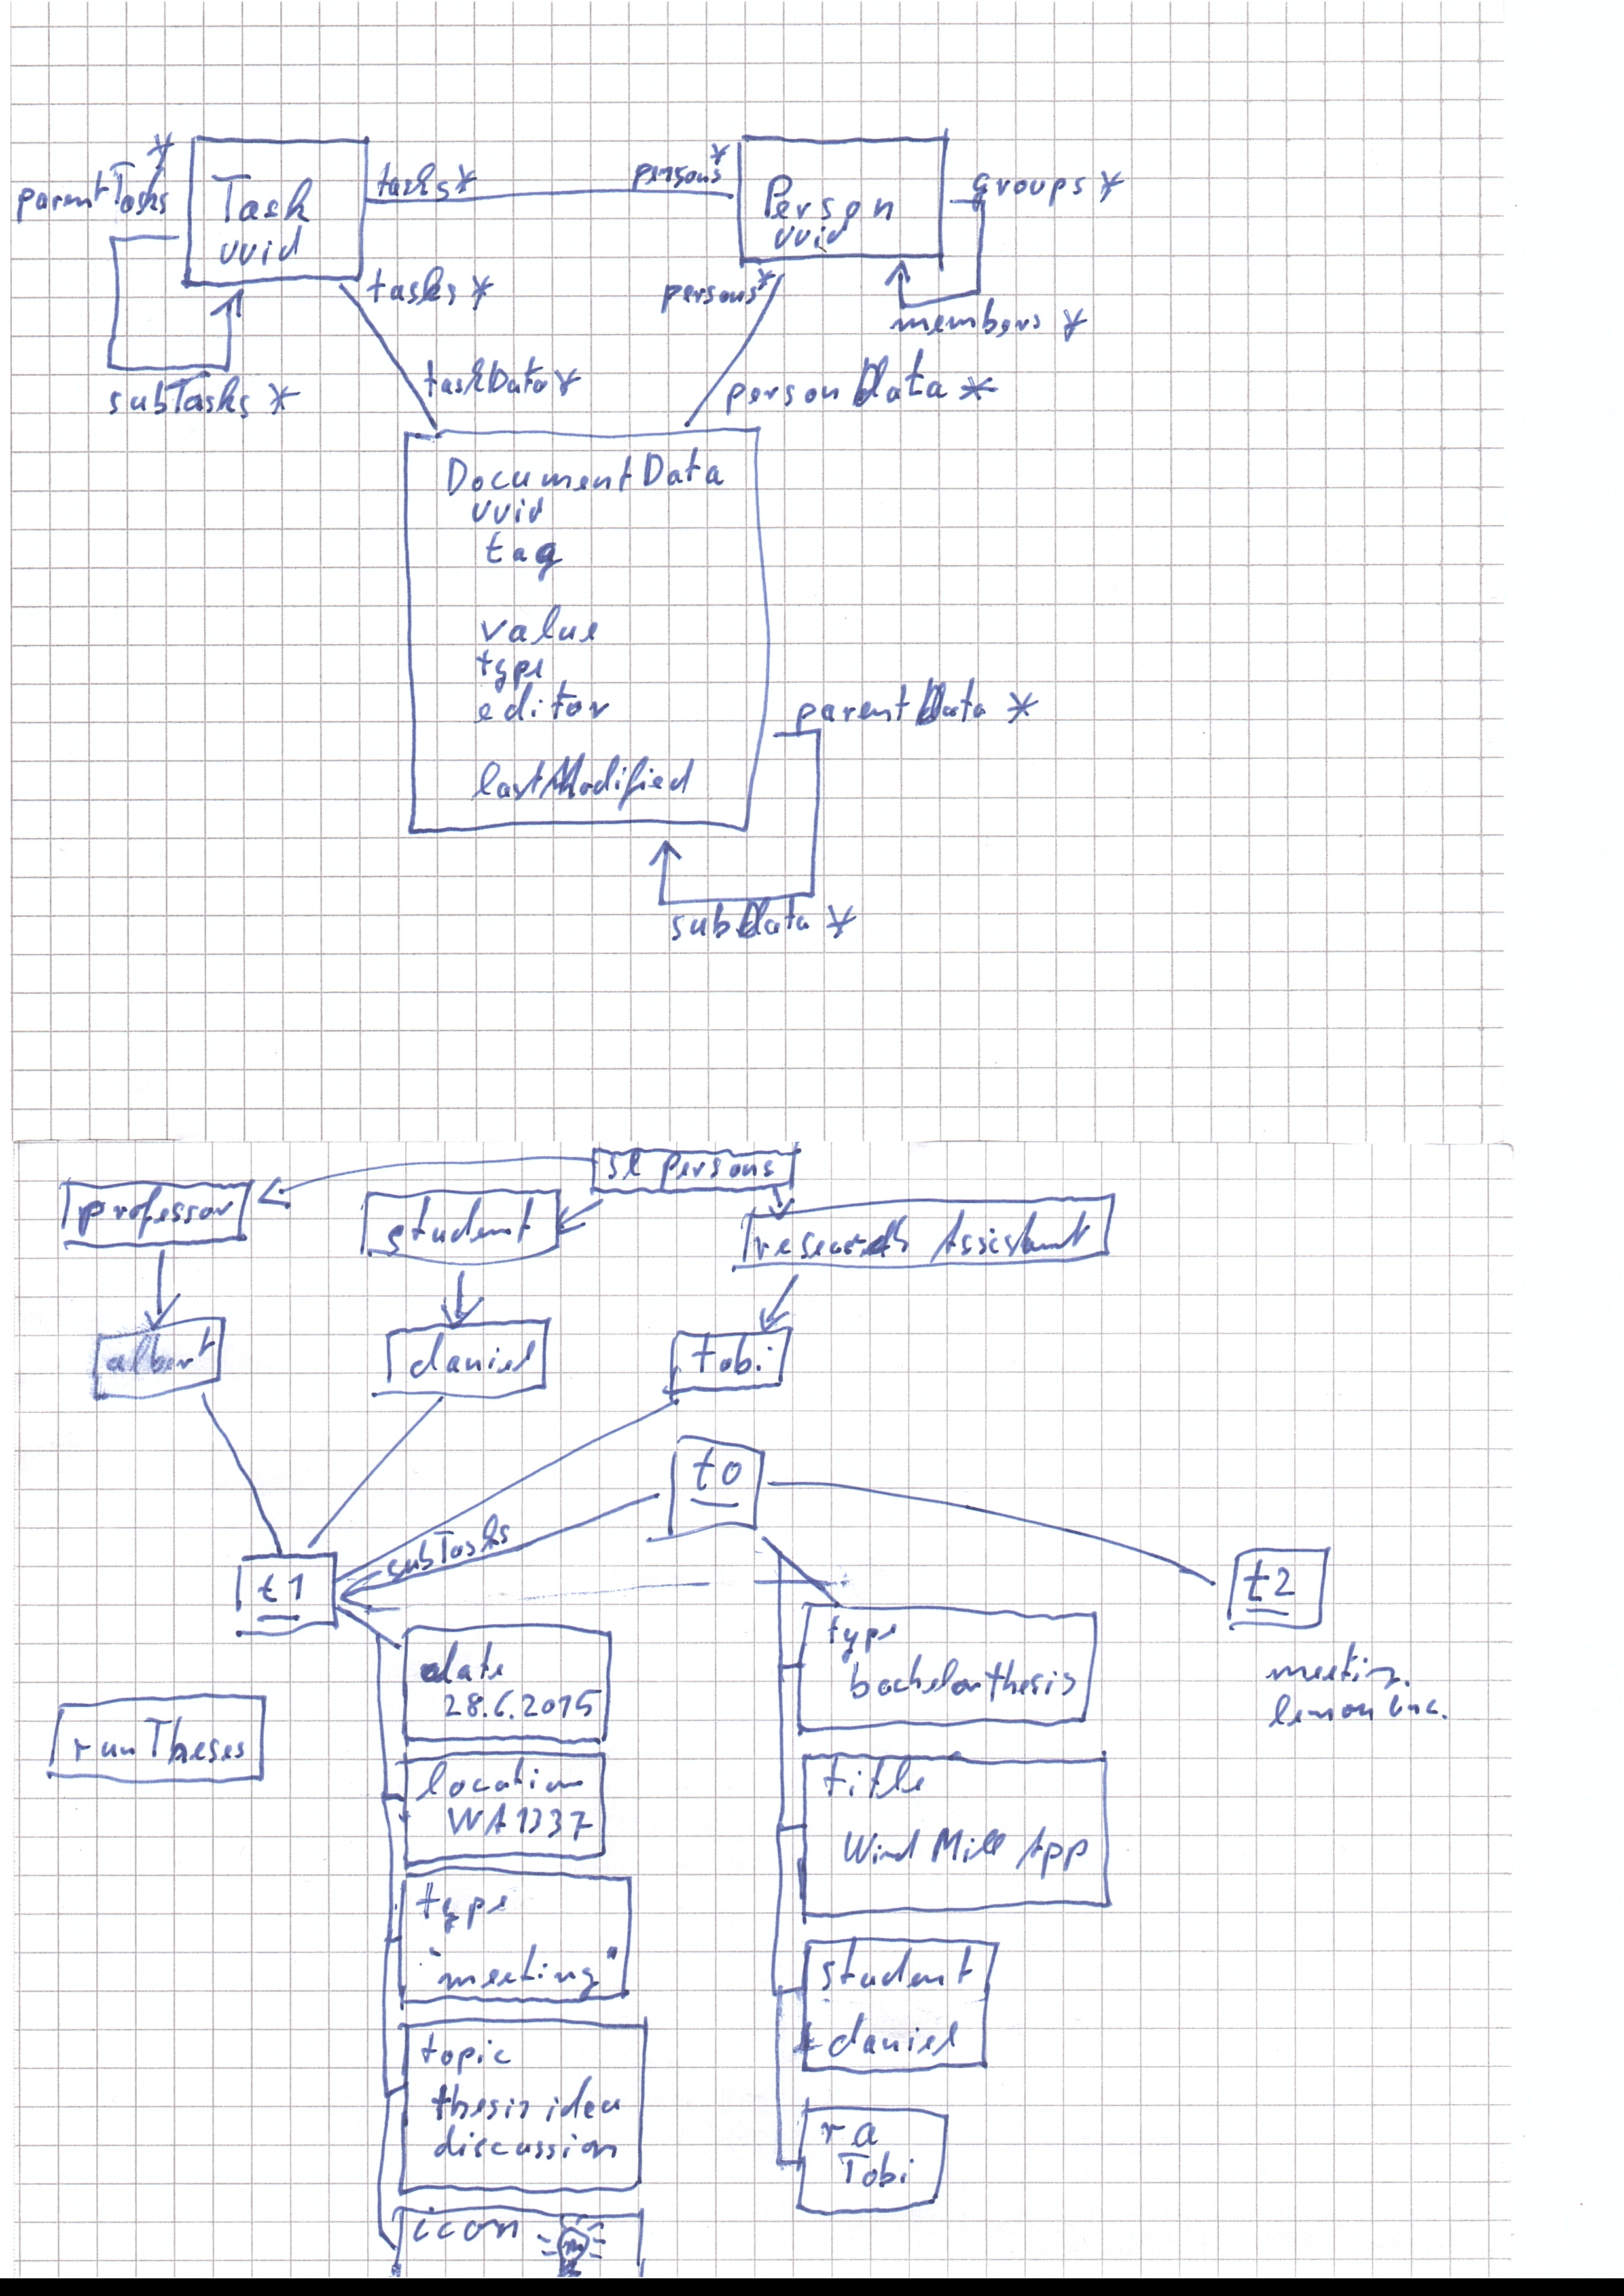 parentTasks *
Task
uuid
tasks *
persons *
Person
uuid
groups *
members *
tasks *
persons *
subTasks *
taskData *
personData *
DocumentData
uuid
tag
value
type
editor
lastModified
parentData *
subData *
se persons
professor
student
research Assistant
albert
daniel
tobi
t0
subTasks
t1
t2
meeting
date
28.6.2015
type
bachelorthesis
runTheses
location
WA1337
title
Wind Mill App
type
"meeting"
student
daniel
topic
thesis idea
discussion
ra
Tobi
icon